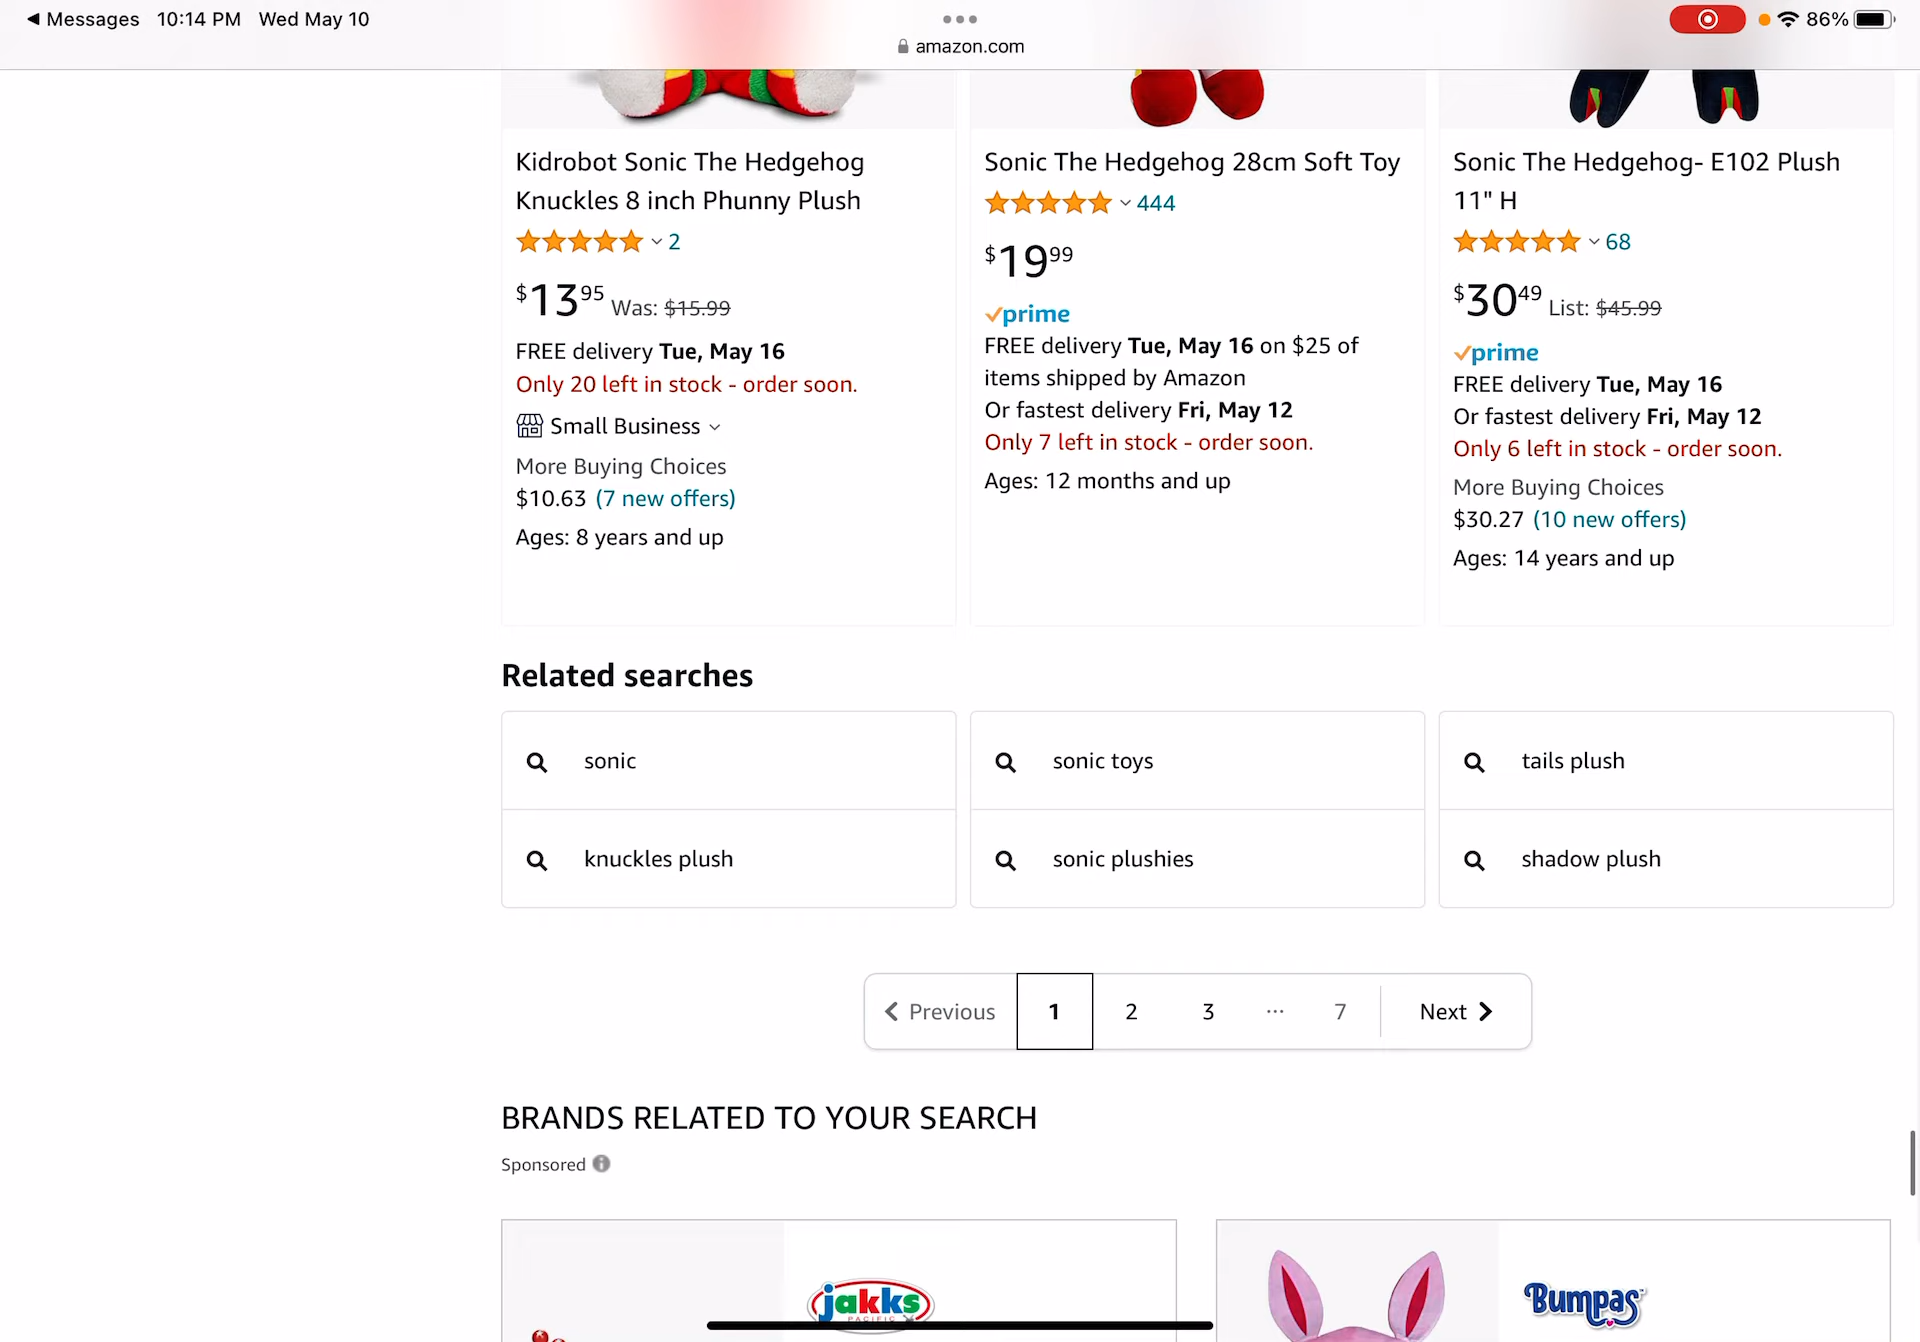 Messages 10:14 PM Wed May 10
86%
amazon.com
Kidrobot Sonic The Hedgehog
Knuckles 8 inch Phunny Plush
2
$13.95 Was: $15.99
FREE delivery Tue, May 16
Only 20 left in stock - order soon.
Small Business
More Buying Choices
$10.63 (7 new offers)
Ages: 8 years and up
Sonic The Hedgehog 28cm Soft Toy
444
$19.99
prime
FREE delivery Tue, May 16 on $25 of
items shipped by Amazon
Or fastest delivery Fri, May 12
Only 7 left in stock - order soon.
Ages: 12 months and up
Sonic The Hedgehog- E102 Plush
11" H
68
$30.49 List: $45.99
prime
FREE delivery Tue, May 16
Or fastest delivery Fri, May 12
Only 6 left in stock - order soon.
More Buying Choices
$30.27 (10 new offers)
Ages: 14 years and up
Related searches
sonic
sonic toys
tails plush
knuckles plush
sonic plushies
shadow plush
Previous 1 2 3 ... 7 Next
BRANDS RELATED TO YOUR SEARCH
Sponsored
jakks
PACIFIC
Bumpas